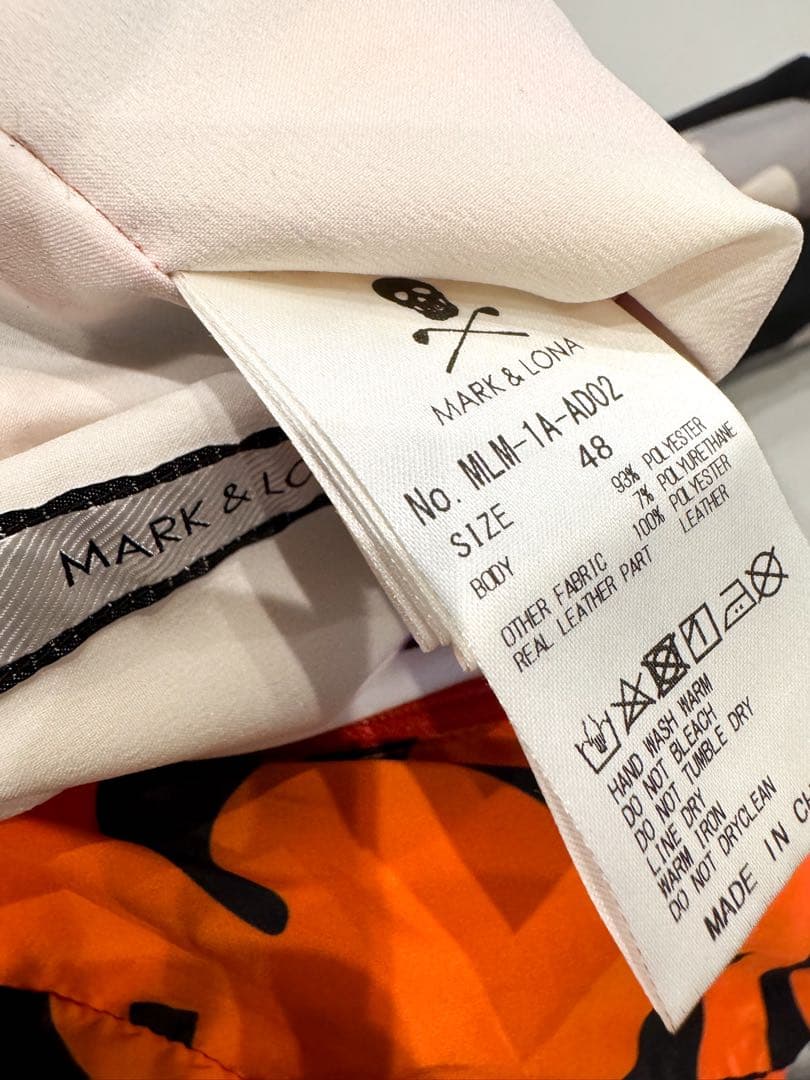 MARK & LONA
No. MLM-1A-AD02
SIZE 48
BODY 93% POLYESTER
7% POLYURETHANE
OTHER FABRIC 100% POLYESTER
REAL LEATHER PART LEATHER
HAND WASH WARM
DO NOT BLEACH
DO NOT TUMBLE DRY
LINE DRY
WARM IRON
DO NOT DRYCLEAN
MADE IN CH
MARK & LO